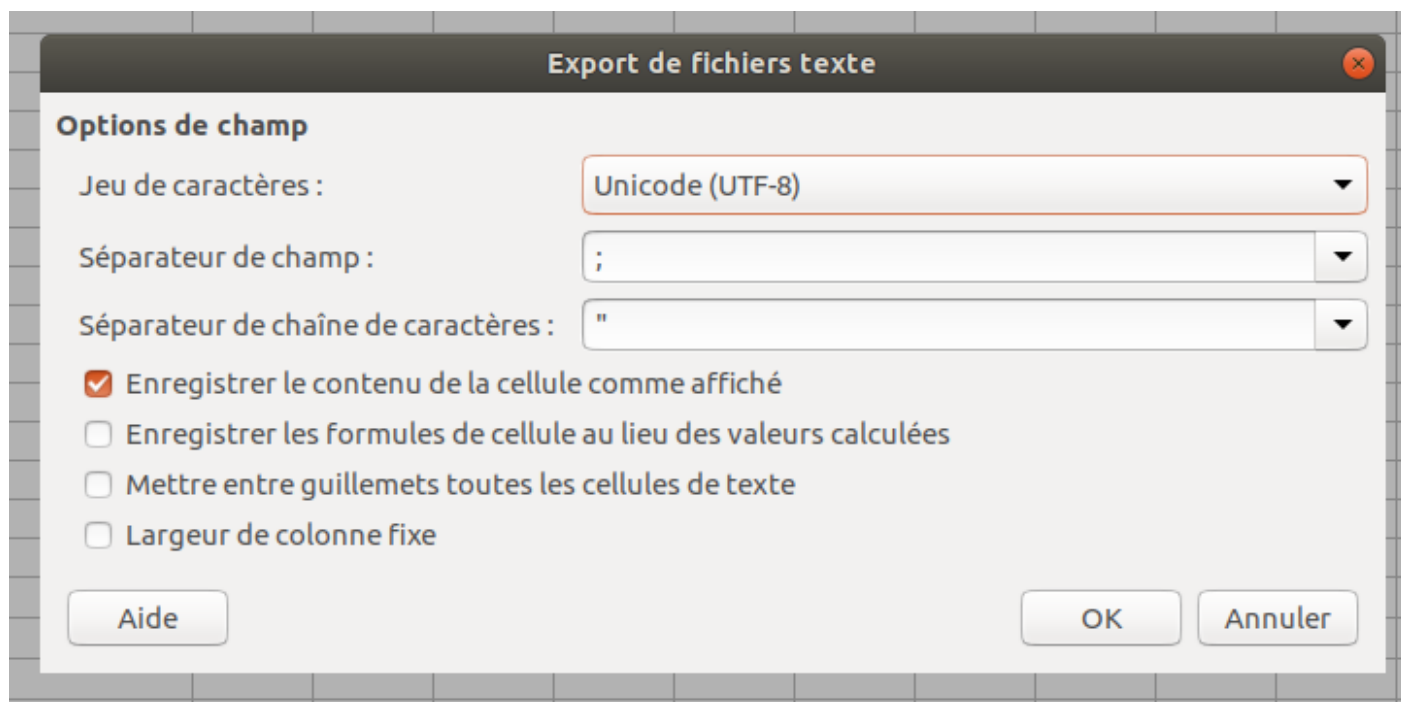 Export de fichiers texte
Options de champ
Jeu de caractères : Unicode (UTF-8)
Séparateur de champ : ;
Séparateur de chaîne de caractères : "
Enregistrer le contenu de la cellule comme affiché
Enregistrer les formules de cellule au lieu des valeurs calculées
Mettre entre guillemets toutes les cellules de texte
Largeur de colonne fixe
Aide OK Annuler